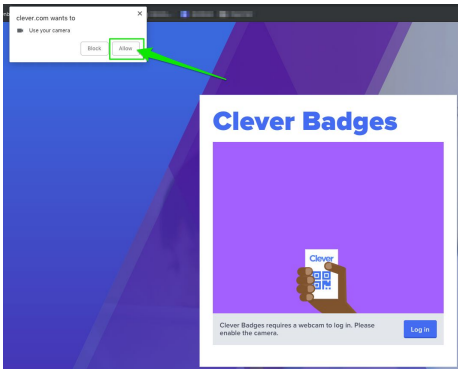 clever.com wants to
Use your camera
Block
Allow
Clever Badges
Clever
Clever Badges requires a webcam to log in. Please
enable the camera.
Log in